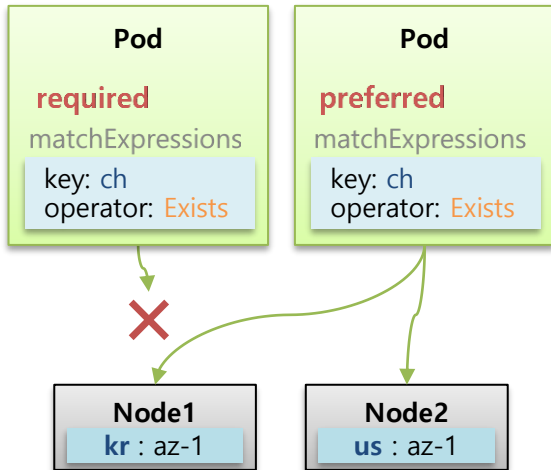 Pod
required
matchExpressions
key: ch
operator: Exists
Pod
preferred
matchExpressions
key: ch
operator: Exists
Node1
kr : az-1
Node2
us : az-1